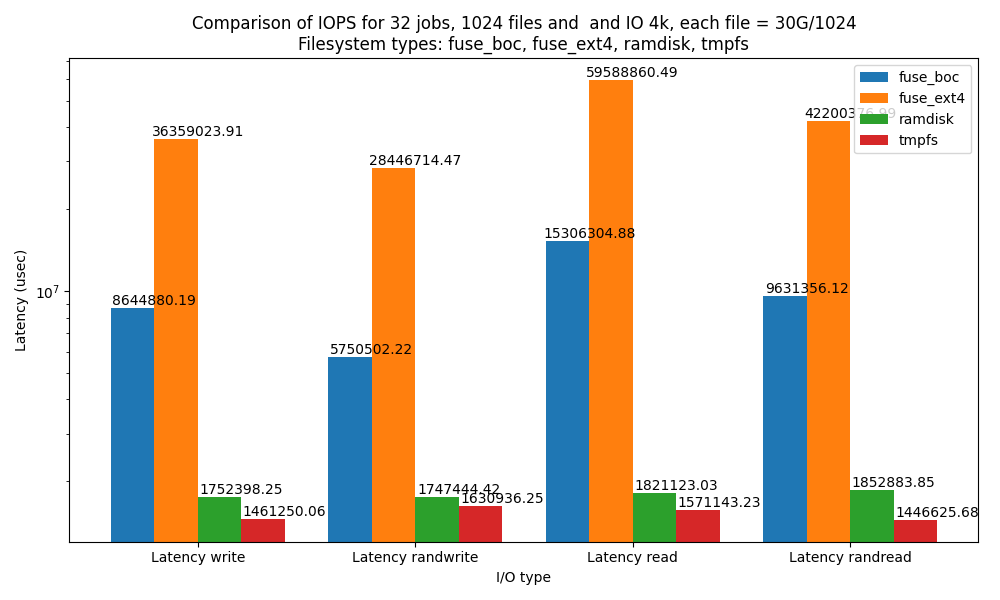 Comparison of IOPS for 32 jobs, 1024 files and  and IO 4k, each file = 30G/1024
Filesystem types: fuse_boc, fuse_ext4, ramdisk, tmpfs
fuse_boc
fuse_ext4
ramdisk
tmpfs
59588860.49
42200376.99
36359023.91
28446714.47
15306304.88
9631356.12
8644880.19
5750502.22
1752398.25
1461250.06
1747444.42
1630936.25
1821123.03
1571143.23
1852883.85
1446625.68
Latency (usec)
10^7
Latency write
Latency randwrite
Latency read
Latency randread
I/O type